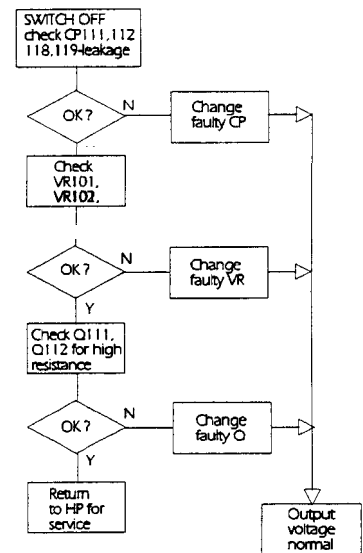 SWITCH OFF
check CP111,112
118,119-leakage
OK?
N
Change
faulty CP
Check
VR101,
VR102,
OK?
N
Change
faulty VR
Y
Check Q111,
Q112 for high
resistance
OK?
N
Change
faulty Q
Y
Return
to HP for
service
Output
voltage
normal